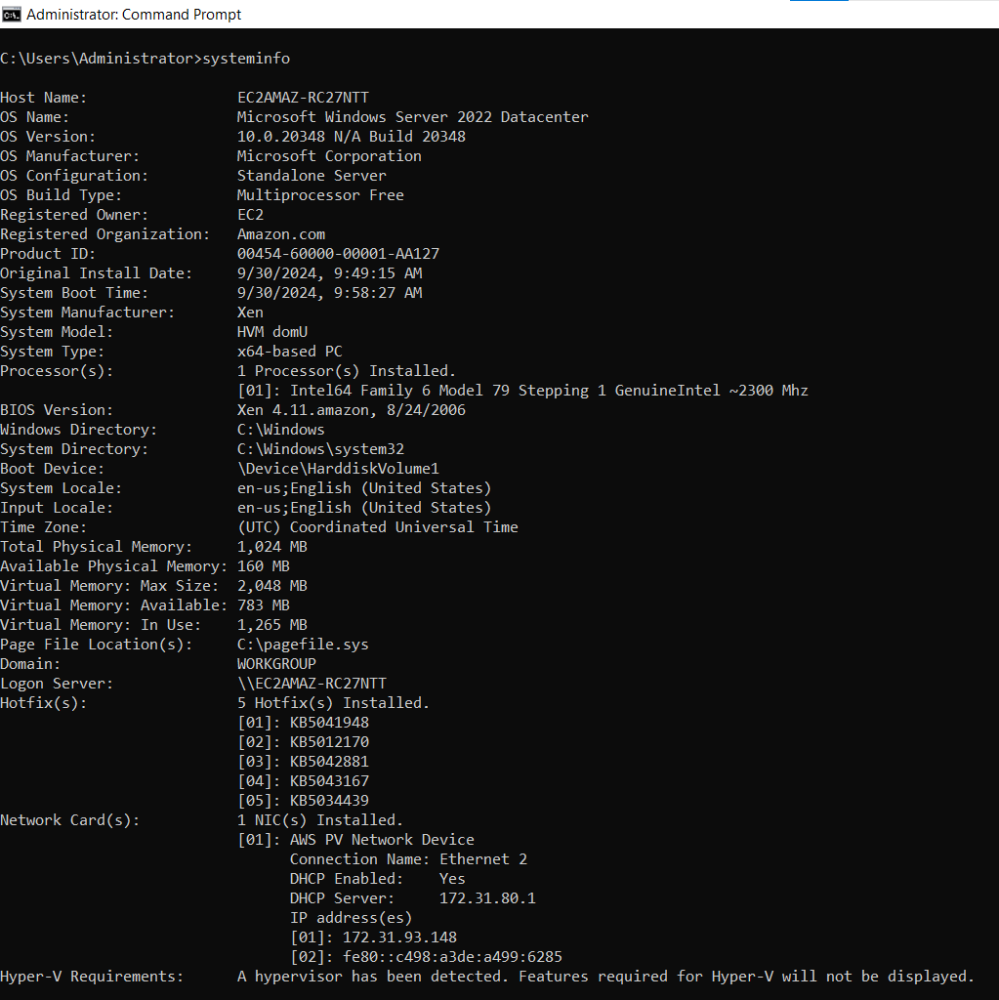 Administrator: Command Prompt
C:\Users\Administrator>systeminfo
Host Name:                 EC2AMAZ-RC27NTT
OS Name:                   Microsoft Windows Server 2022 Datacenter
OS Version:                10.0.20348 N/A Build 20348
OS Manufacturer:           Microsoft Corporation
OS Configuration:          Standalone Server
OS Build Type:             Multiprocessor Free
Registered Owner:          EC2
Registered Organization:   Amazon.com
Product ID:                00454-60000-00001-AA127
Original Install Date:     9/30/2024, 9:49:15 AM
System Boot Time:          9/30/2024, 9:58:27 AM
System Manufacturer:       Xen
System Model:              HVM domU
System Type:               x64-based PC
Processor(s):              1 Processor(s) Installed.
                           [01]: Intel64 Family 6 Model 79 Stepping 1 GenuineIntel ~2300 Mhz
BIOS Version:              Xen 4.11.amazon, 8/24/2006
Windows Directory:         C:\Windows
System Directory:          C:\Windows\system32
Boot Device:               \Device\HarddiskVolume1
System Locale:             en-us;English (United States)
Input Locale:              en-us;English (United States)
Time Zone:                 (UTC) Coordinated Universal Time
Total Physical Memory:     1,024 MB
Available Physical Memory: 160 MB
Virtual Memory: Max Size:  2,048 MB
Virtual Memory: Available: 783 MB
Virtual Memory: In Use:    1,265 MB
Page File Location(s):     C:\pagefile.sys
Domain:                    WORKGROUP
Logon Server:              \\EC2AMAZ-RC27NTT
Hotfix(s):                 5 Hotfix(s) Installed.
                           [01]: KB5041948
                           [02]: KB5012170
                           [03]: KB5042881
                           [04]: KB5043167
                           [05]: KB5034439
Network Card(s):           1 NIC(s) Installed.
                           [01]: AWS PV Network Device
                                 Connection Name: Ethernet 2
                                 DHCP Enabled:    Yes
                                 DHCP Server:     172.31.80.1
                                 IP address(es)
                                 [01]: 172.31.93.148
                                 [02]: fe80::c498:a3de:a499:6285
Hyper-V Requirements:      A hypervisor has been detected. Features required for Hyper-V will not be displayed.